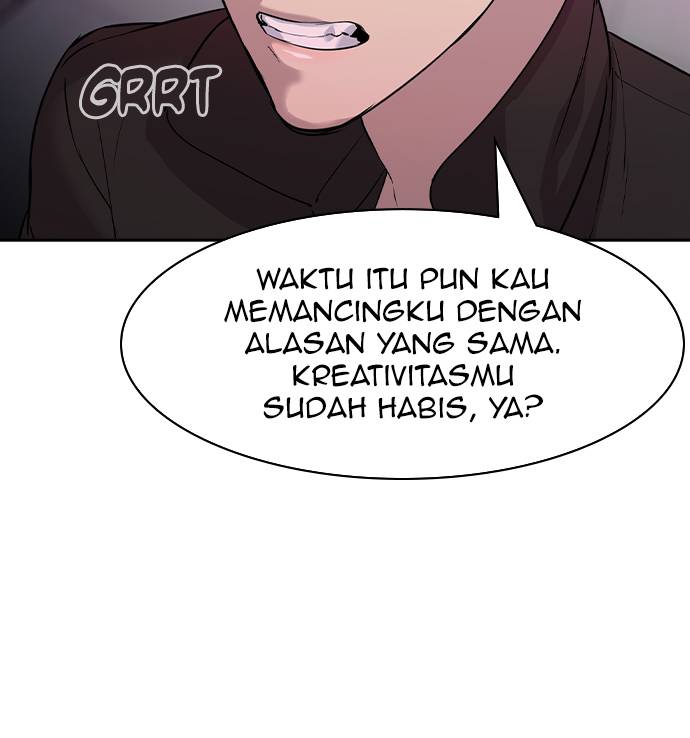 GRRT
WAKTU ITU PUN KAU
MEMANCINGKU DENGAN
ALASAN YANG SAMA.
KREATIVITASMU
SUDAH HABIS, YA?